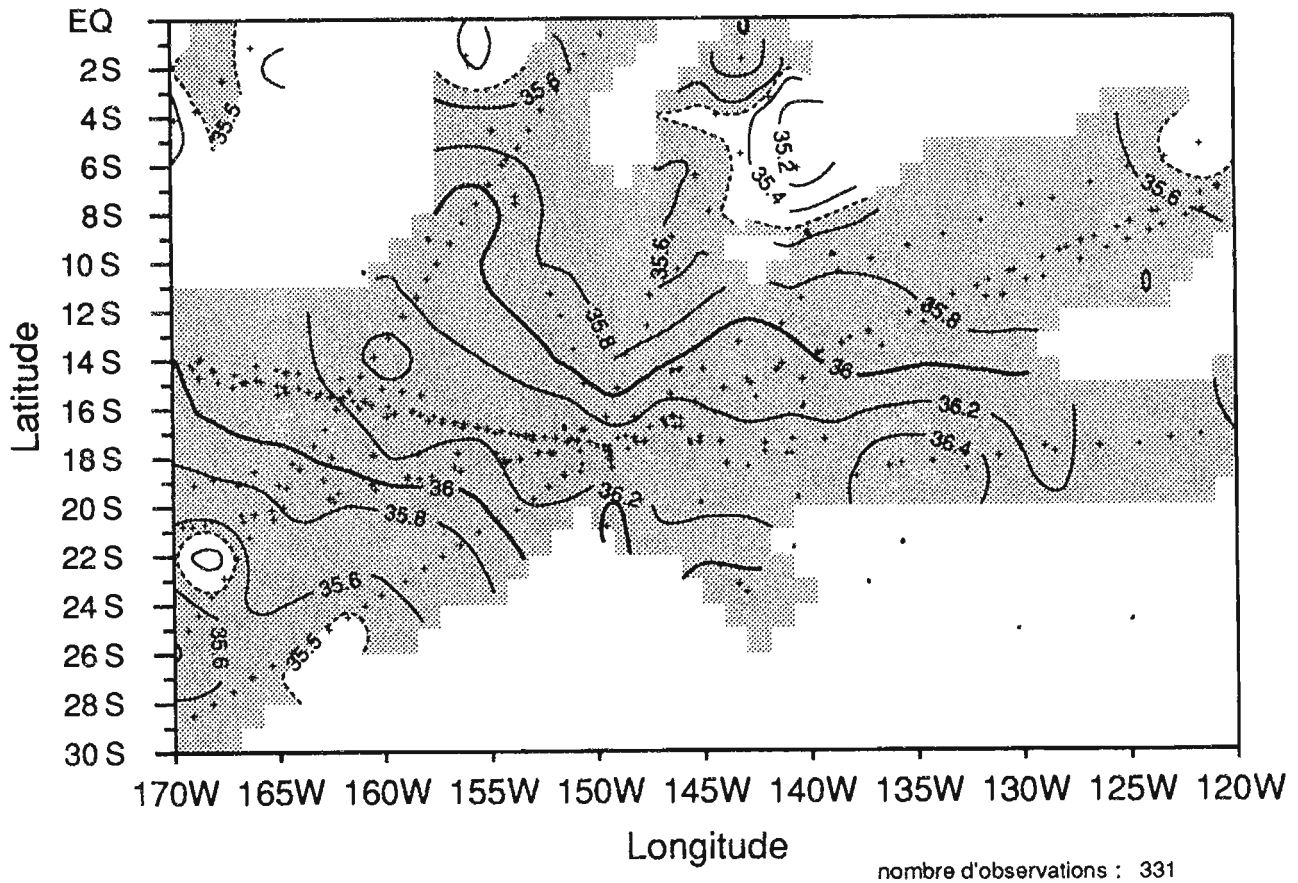 EQ
2S
4S
6S
8S
10S
12S
14S
16S
18S
20S
22S
24S
26S
28S
30S
Latitude
35.5
35.6
35.2
35.4
35.6
35.6
35.8
35.8
36
36.2
36.4
36.2
36
35.8
35.6
35.6
35.5
170W 165W 160W 155W 150W 145W 140W 135W 130W 125W 120W
Longitude
nombre d'observations : 331